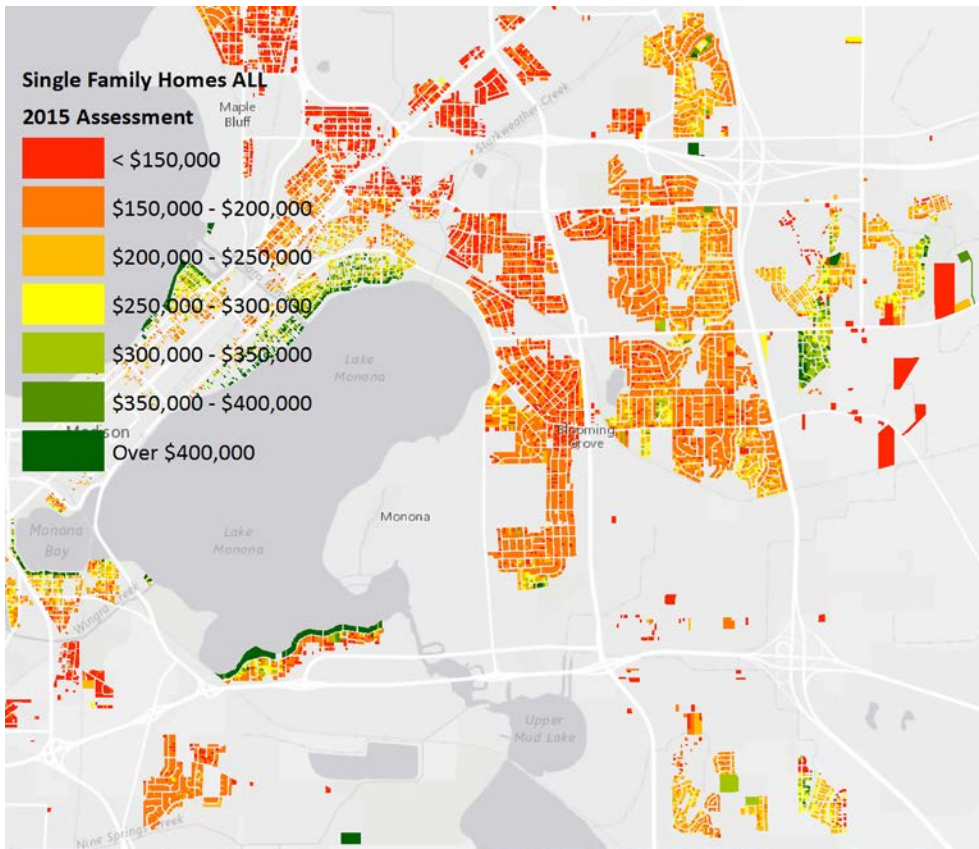 Single Family Homes ALL
2015 Assessment
< $150,000
$150,000 - $200,000
$200,000 - $250,000
$250,000 - $300,000
$300,000 - $350,000
$350,000 - $400,000
Over $400,000
Maple
Bluff
Starkweather Creek
Lake
Monona
Madison
Blooming
Grove
Monona
Monona
Bay
Lake
Monona
Wingra Creek
Upper
Mud Lake
Nine Springs Creek